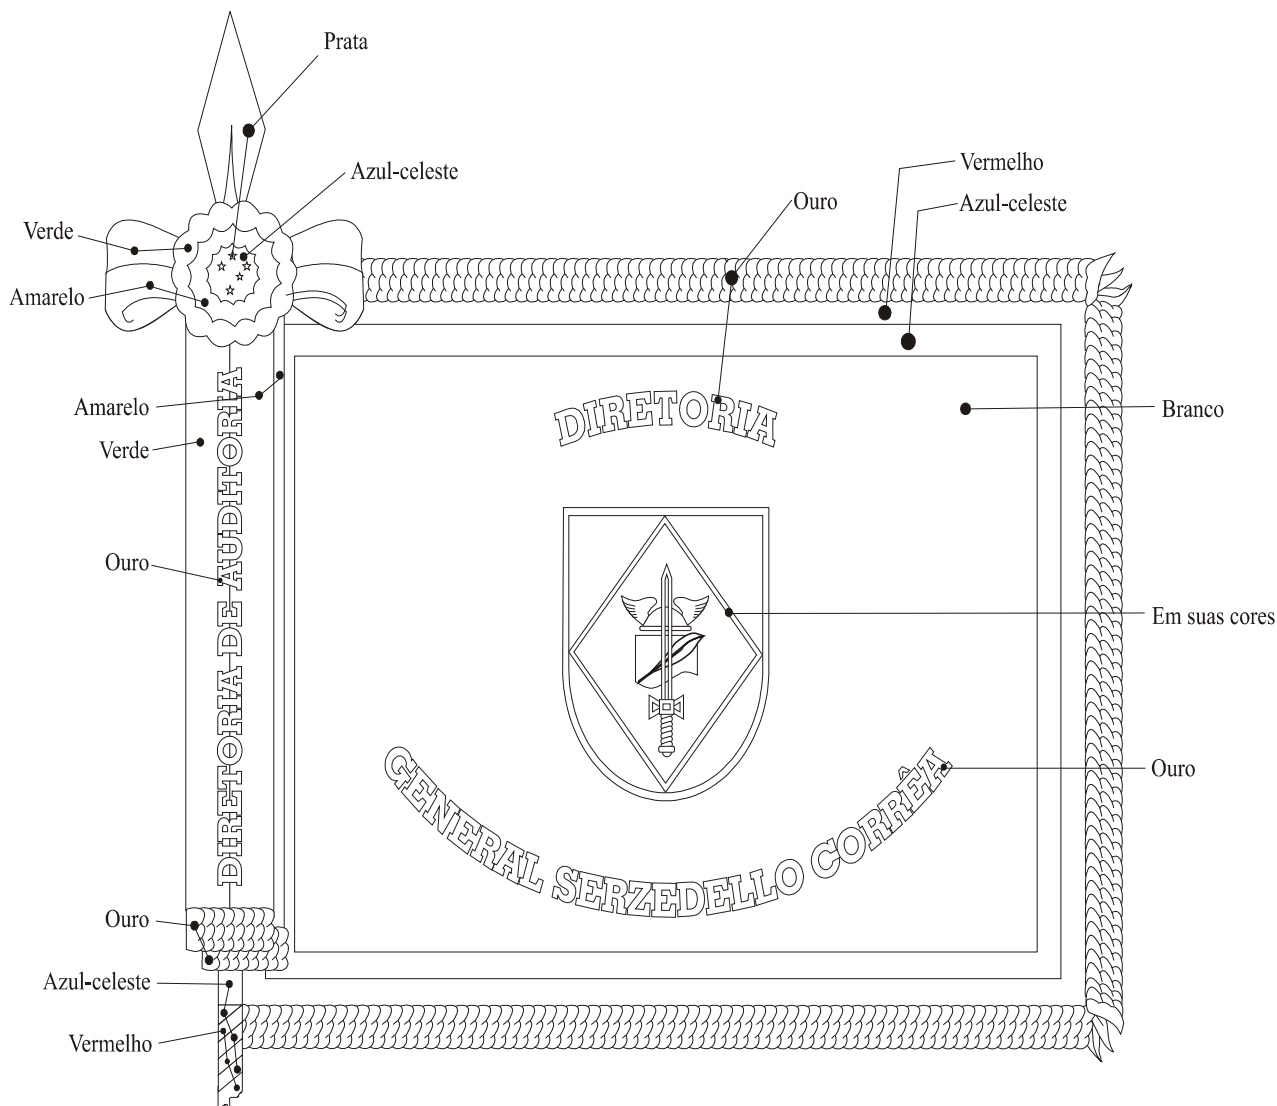 Prata
Azul-celeste
Verde
Amarelo
Vermelho
Azul-celeste
Ouro
Amarelo
Verde
Ouro
DIRETORIA DE AUDITORIA
DIRETORIA
Branco
Em suas cores
GENERAL SERZEDELLO CORRÊA
Ouro
Ouro
Azul-celeste
Vermelho